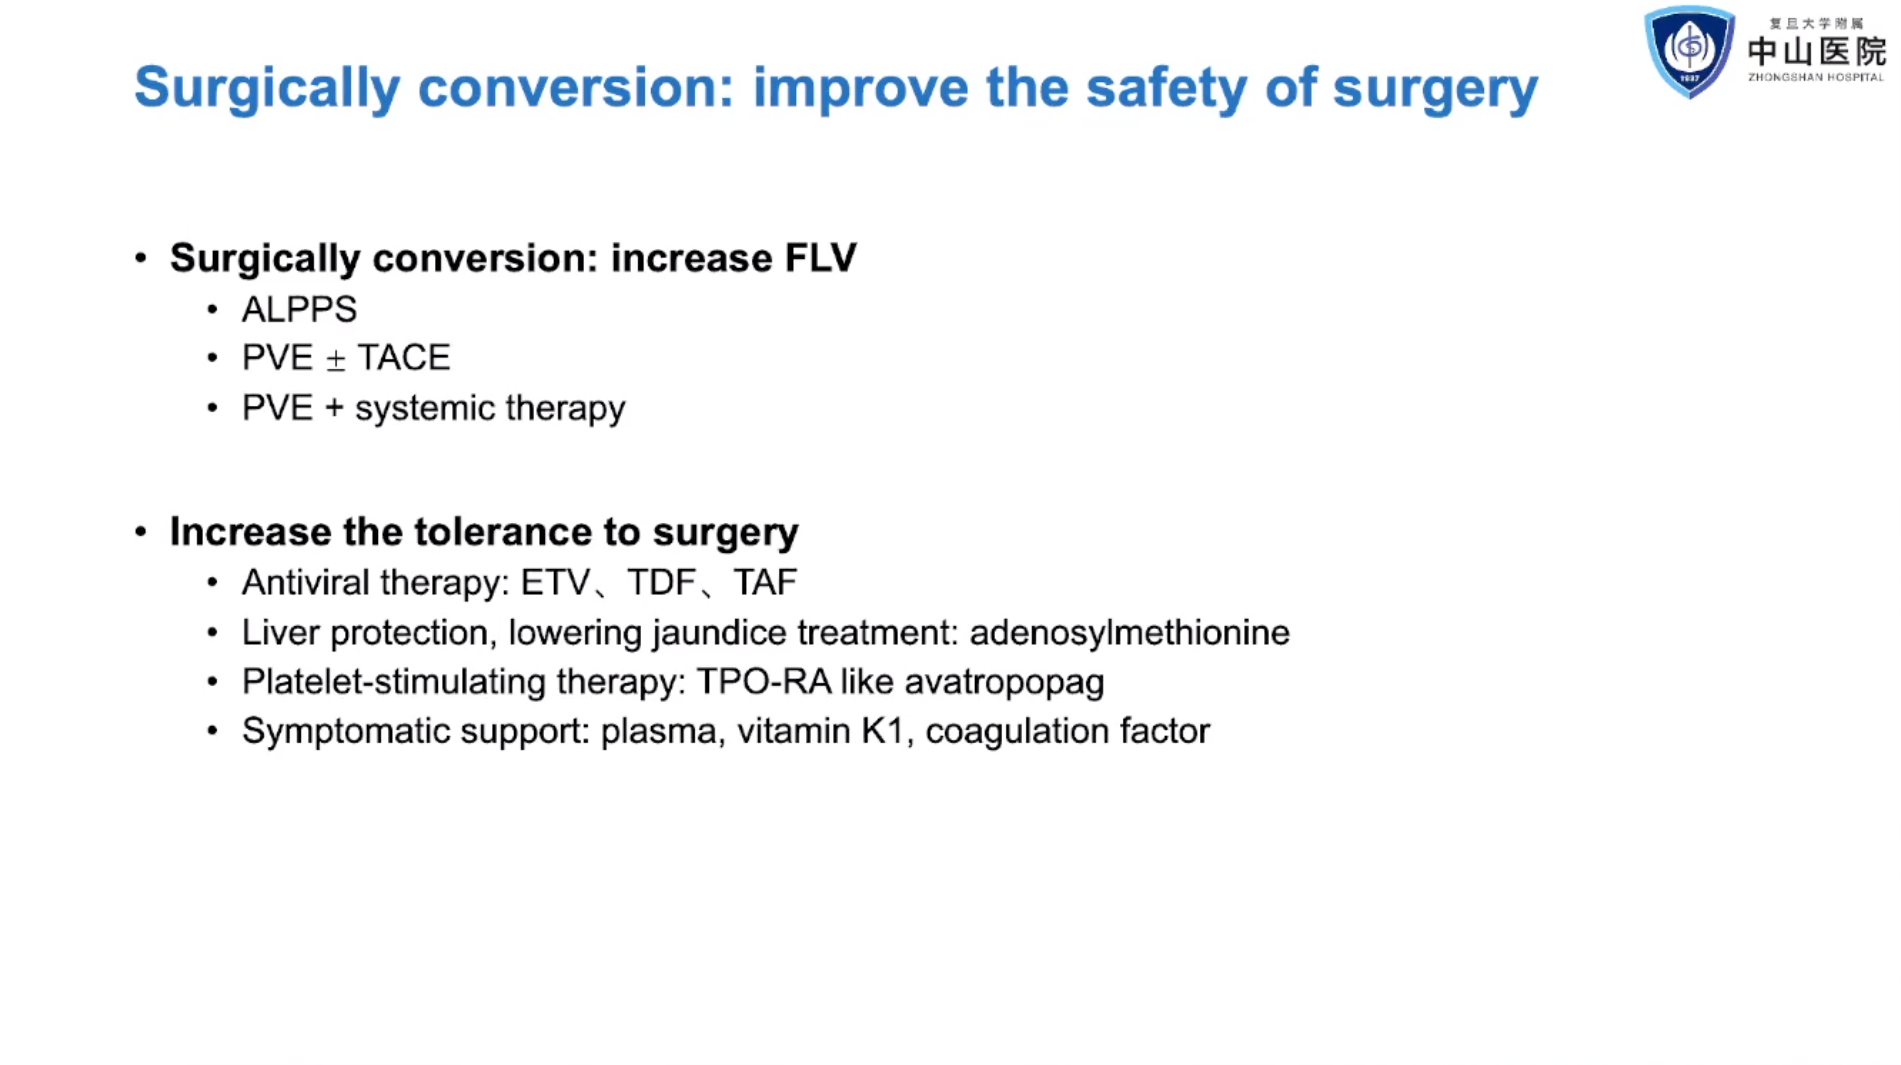 复旦大学附属
中山医院
ZHONGSHAN HOSPITAL
1937
Surgically conversion: improve the safety of surgery
• Surgically conversion: increase FLV
• ALPPS
• PVE ± TACE
• PVE + systemic therapy
• Increase the tolerance to surgery
• Antiviral therapy: ETV、TDF、TAF
• Liver protection, lowering jaundice treatment: adenosylmethionine
• Platelet-stimulating therapy: TPO-RA like avatropopag
• Symptomatic support: plasma, vitamin K1, coagulation factor